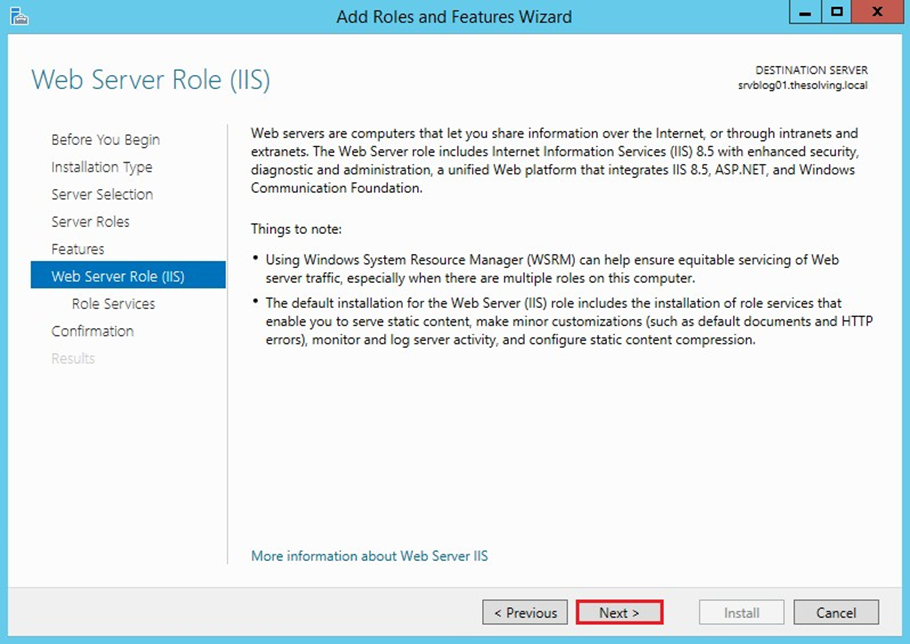 Add Roles and Features Wizard
Web Server Role (IIS)
DESTINATION SERVER
srvblog01.thesolving.local
Before You Begin
Installation Type
Server Selection
Server Roles
Features
Web Server Role (IIS)
Role Services
Confirmation
Results
Web servers are computers that let you share information over the Internet, or through intranets and
extranets. The Web Server role includes Internet Information Services (IIS) 8.5 with enhanced security,
diagnostic and administration, a unified Web platform that integrates IIS 8.5, ASP.NET, and Windows
Communication Foundation.
Things to note:
• Using Windows System Resource Manager (WSRM) can help ensure equitable servicing of Web
server traffic, especially when there are multiple roles on this computer.
• The default installation for the Web Server (IIS) role includes the installation of role services that
enable you to serve static content, make minor customizations (such as default documents and HTTP
errors), monitor and log server activity, and configure static content compression.
More information about Web Server IIS
< Previous
Next >
Install
Cancel